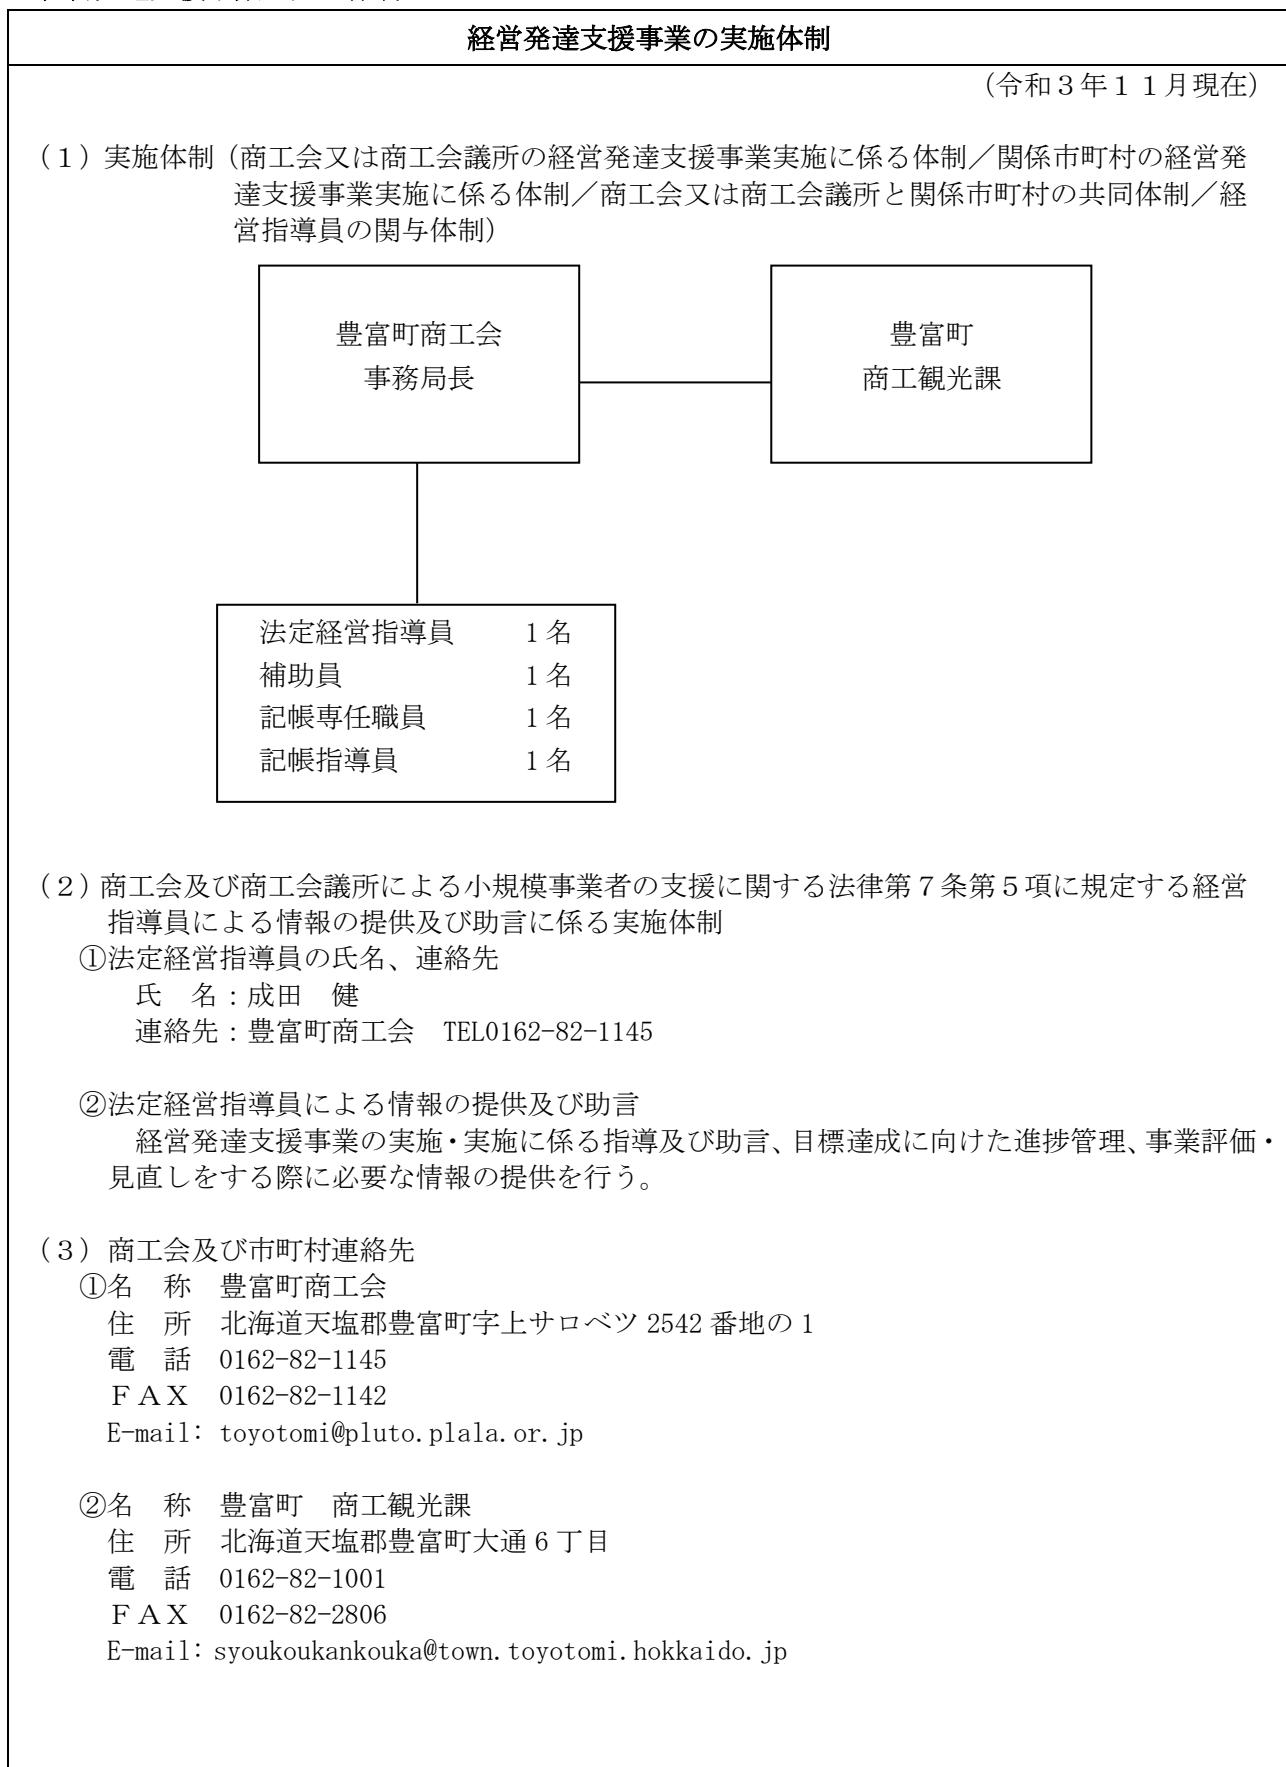 経営発達支援事業の実施体制
(令和3年11月現在)
(1)実施体制(商工会又は商工会議所の経営発達支援事業実施に係る体制/関係市町村の経営発
達支援事業実施に係る体制/商工会又は商工会議所と関係市町村の共同体制/経
営指導員の関与体制)
豊富町商工会
事務局長
豊富町
商工観光課
法定経営指導員 1名
補助員 1名
記帳専任職員 1名
記帳指導員 1名
(2)商工会及び商工会議所による小規模事業者の支援に関する法律第7条第5項に規定する経営
指導員による情報の提供及び助言に係る実施体制
①法定経営指導員の氏名、連絡先
氏 名:成田 健
連絡先:豊富町商工会 TEL0162-82-1145
②法定経営指導員による情報の提供及び助言
経営発達支援事業の実施・実施に係る指導及び助言、目標達成に向けた進捗管理、事業評価・
見直しをする際に必要な情報の提供を行う。
(3)商工会及び市町村連絡先
①名 称 豊富町商工会
住 所 北海道天塩郡豊富町字上サロベツ 2542 番地の 1
電 話 0162-82-1145
FAX 0162-82-1142
E-mail: toyotomi@pluto.plala.or.jp
②名 称 豊富町 商工観光課
住 所 北海道天塩郡豊富町大通 6 丁目
電 話 0162-82-1001
FAX 0162-82-2806
E-mail: syoukoukankouka@town.toyotomi.hokkaido.jp